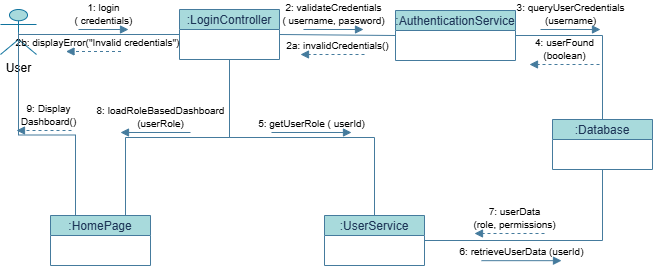 1: login
( credentials)
2b: displayError("Invalid credentials")
User
:LoginController
2: validateCredentials
( username, password)
2a: invalidCredentials()
:AuthenticationService
3: queryUserCredentials
(username)
4: userFound
(boolean)
9: Display
Dashboard()
8: loadRoleBasedDashboard
(userRole)
5: getUserRole ( userId)
:Database
:HomePage
:UserService
7: userData
(role, permissions)
6: retrieveUserData (userId)